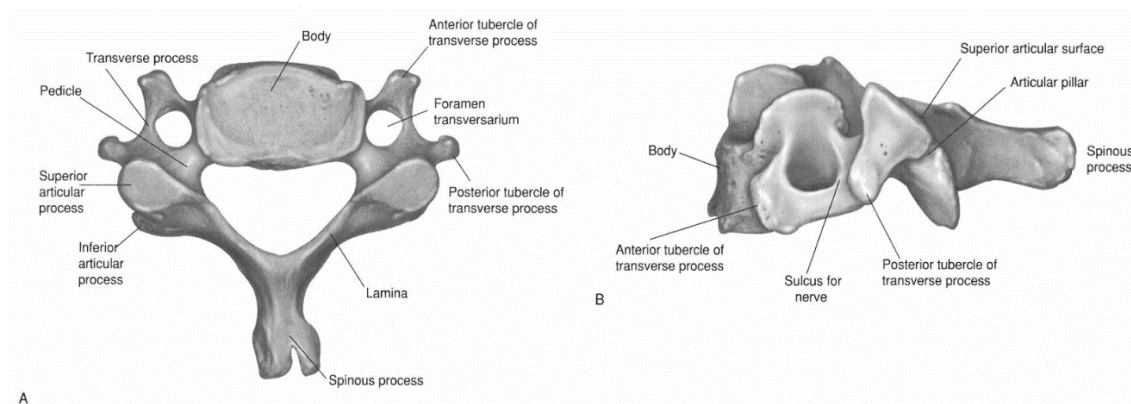 Body
Anterior tubercle of
transverse process
Transverse process
Pedicle
Foramen
transversarium
Superior
articular
process
Posterior tubercle of
transverse process
Inferior
articular
process
Lamina
Spinous process
A
Superior articular surface
Articular pillar
Body
Spinous
process
Anterior tubercle of
transverse process
Sulcus for
nerve
Posterior tubercle of
transverse process
B